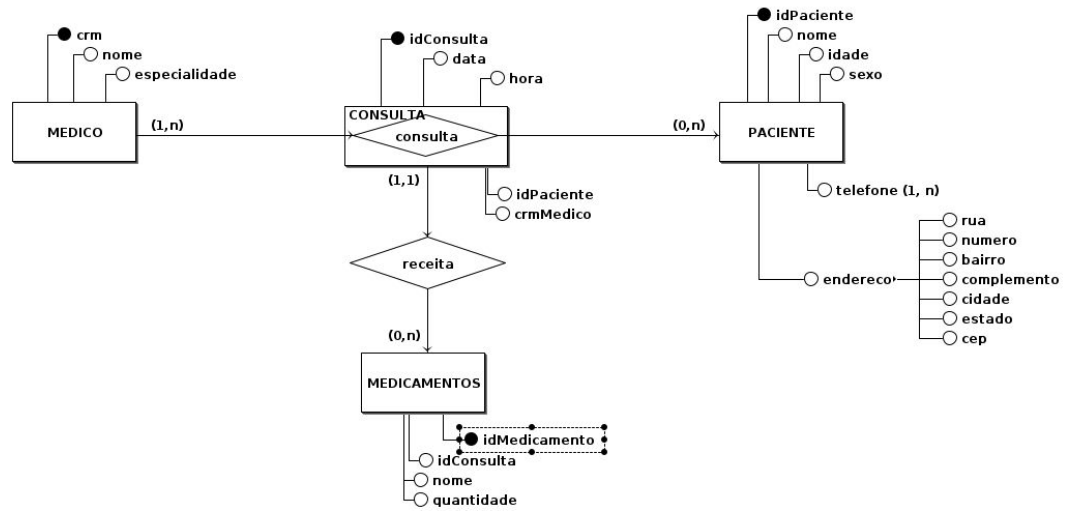 crm
nome
especialidade
MEDICO
(1,n)
idConsulta
data
hora
CONSULTA
consulta
(1,1)
idPaciente
crmMedico
receita
(0,n)
MEDICAMENTOS
idMedicamento
idConsulta
nome
quantidade
(0,n)
idPaciente
nome
idade
sexo
PACIENTE
telefone (1, n)
endereco
rua
numero
bairro
complemento
cidade
estado
cep